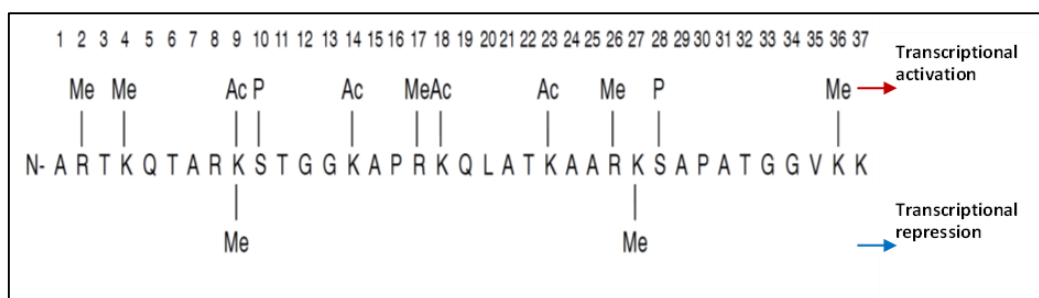 1 2 3 4 5 6 7 8 9 10 11 12 13 14 15 16 17 18 19 20 21 22 23 24 25 26 27 28 29 30 31 32 33 34 35 36 37
Transcriptional
activation
Me Me Ac P Ac Me Ac Ac Me P Me
N- A R T K Q T A R K S T G G K A P R K Q L A T K A A R K S A P A T G G V K K
Transcriptional
repression
Me Me